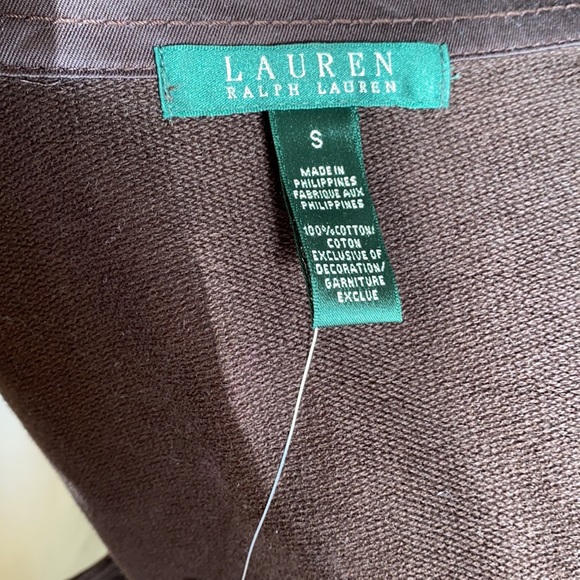 LAUREN
RALPH LAUREN
S
MADE IN
PHILIPPINES
FABRIQUE AUX
PHILIPPINES
100%COTTON/
COTON
EXCLUSIVE OF
DECORATION/
GARNITURE
EXCLUE